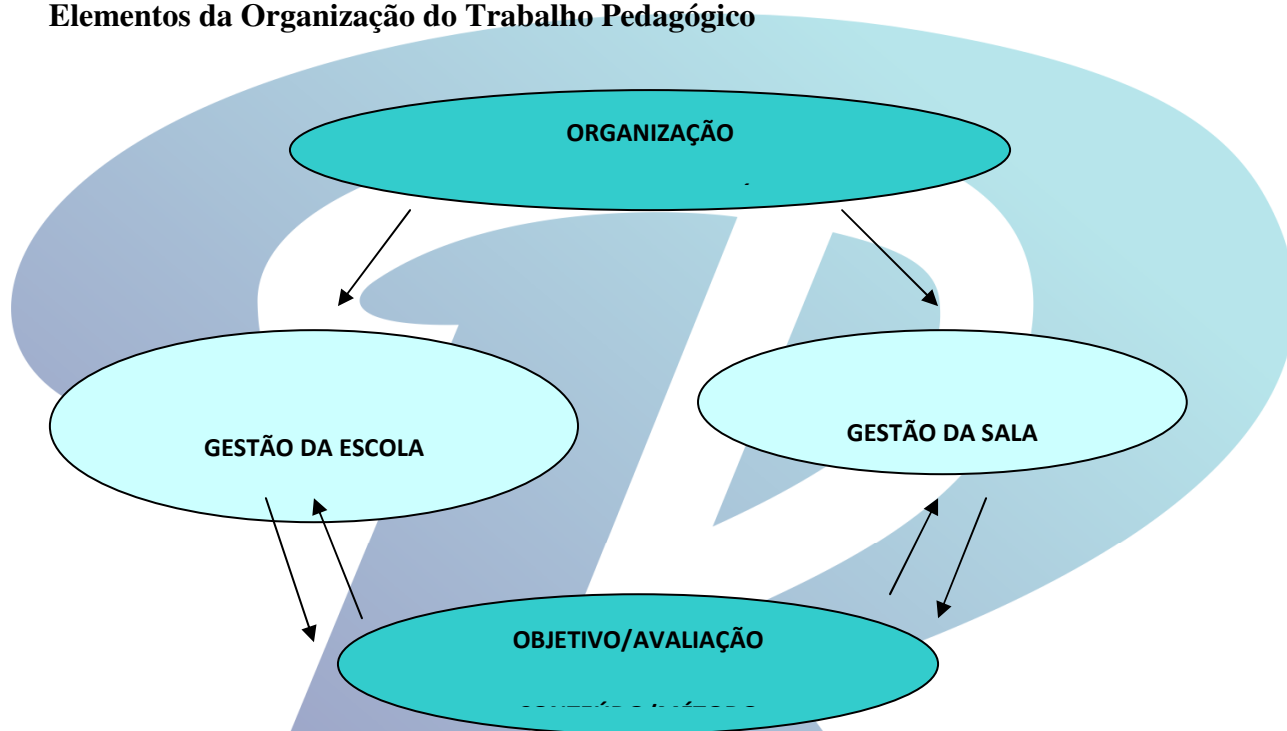 Elementos da Organização do Trabalho Pedagógico
ORGANIZAÇÃO
GESTÃO DA ESCOLA
GESTÃO DA SALA
OBJETIVO/AVALIAÇÃO